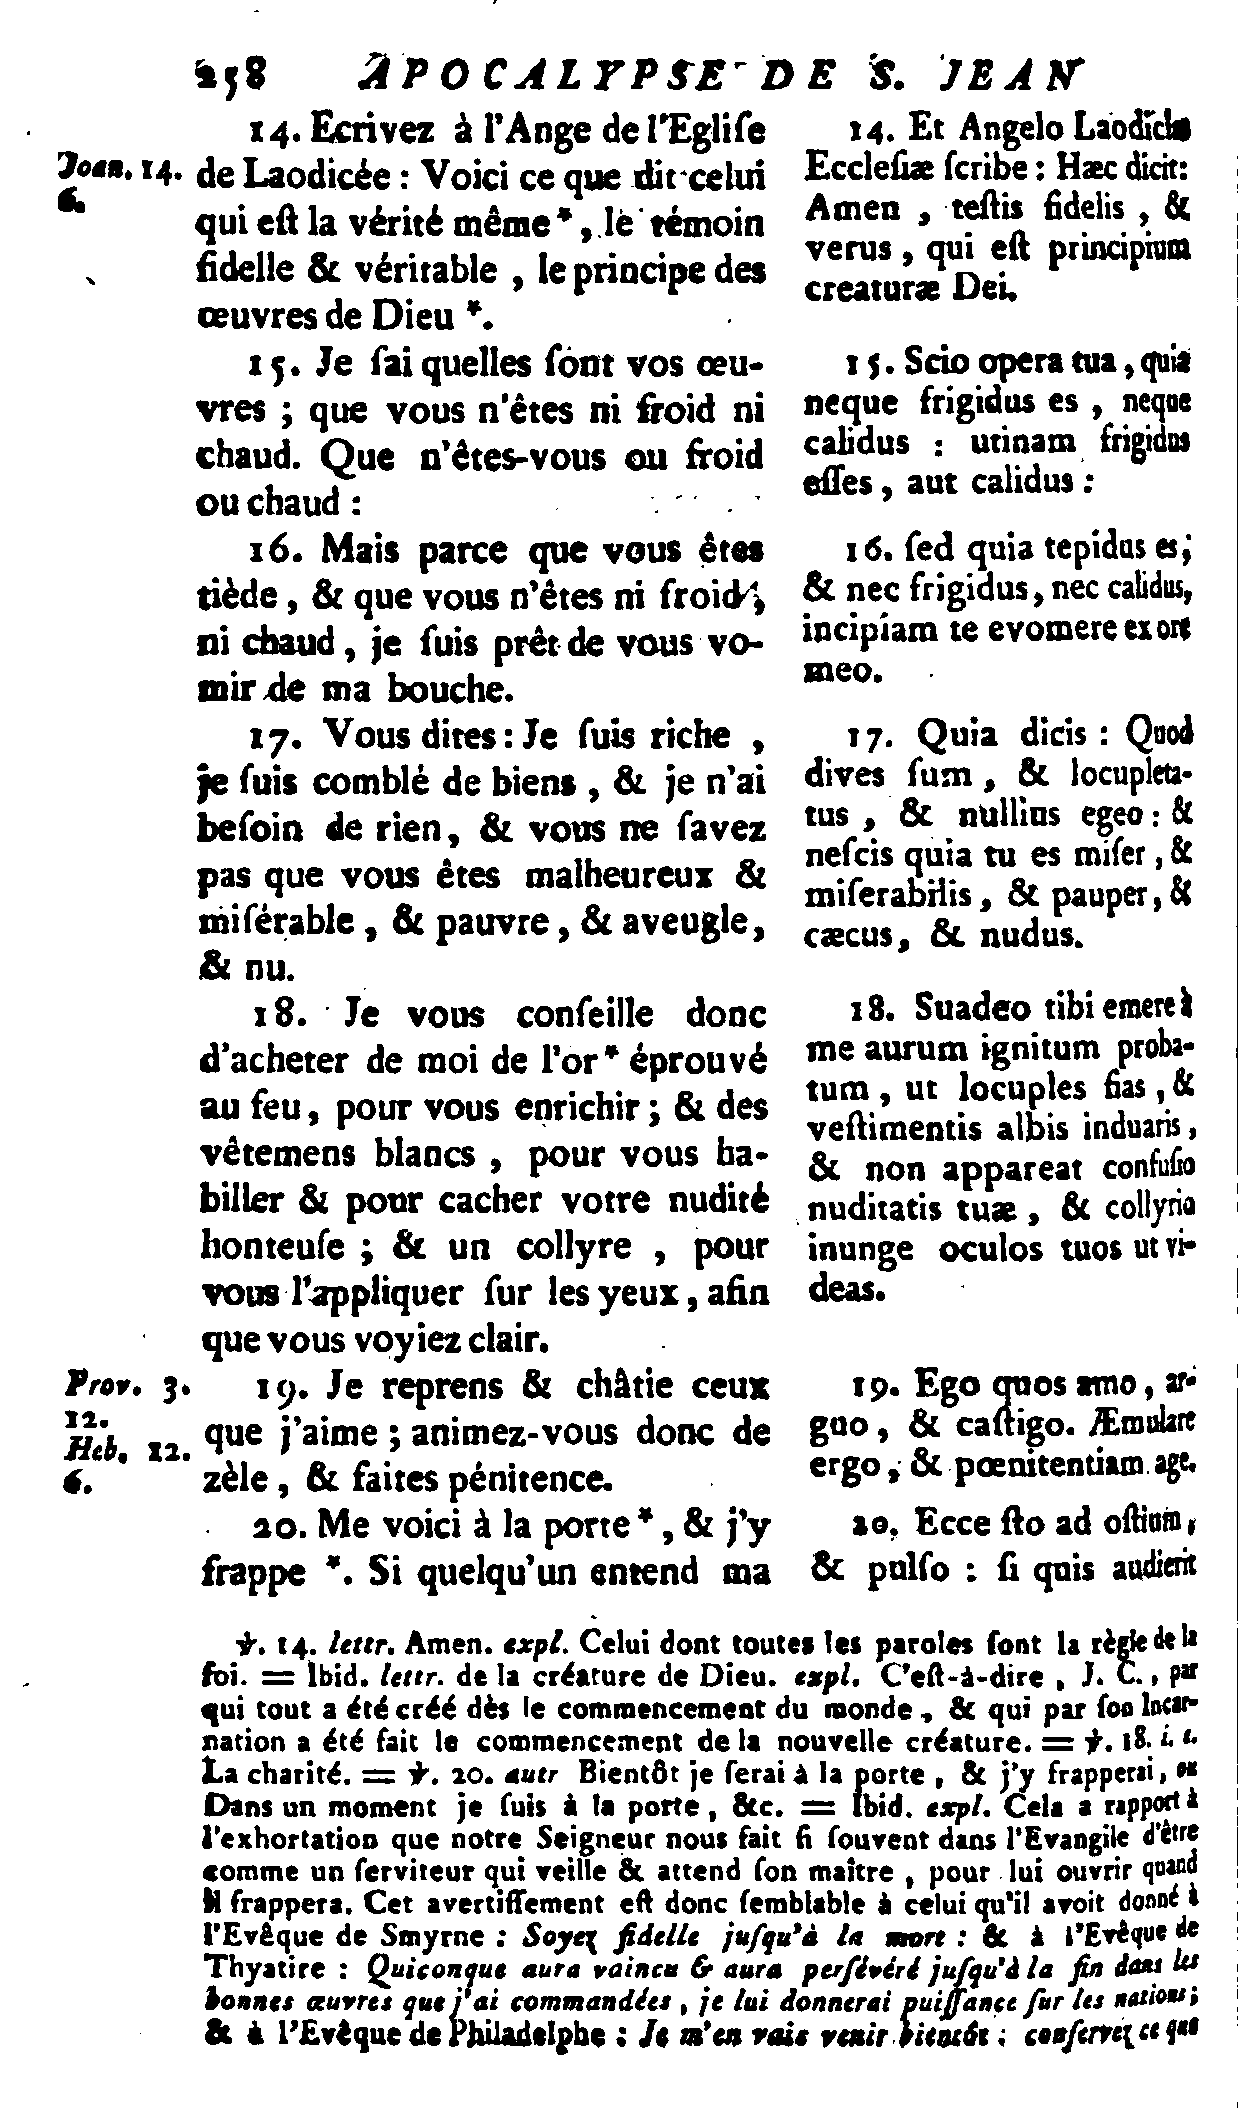 258 APOCALYPSE DE S. JEAN
14. Ecrivez à l'Ange de l'Egliſe
de Laodicée : Voici ce que dit celui
qui eſt la vérité même *, le témoin
fidelle & véritable , le principe des
œuvres de Dieu *.
15. Je ſai quelles ſont vos œu-
vres ; que vous n'êtes ni froid ni
chaud. Que n'êtes-vous ou froid
ou chaud :
16. Mais parce que vous êtes
tiède , & que vous n'êtes ni froid ,
ni chaud , je ſuis prêt de vous vo-
mir de ma bouche.
17. Vous dites : Je ſuis riche ,
je ſuis comblé de biens , & je n'ai
beſoin de rien, & vous ne ſavez
pas que vous êtes malheureux &
miſérable , & pauvre , & aveugle,
& nu.
18. Je vous conſeille donc
d'acheter de moi de l'or * éprouvé
au feu, pour vous enrichir ; & des
vêtemens blancs , pour vous ha-
biller & pour cacher votre nudité
honteuſe ; & un collyre , pour
vous l'appliquer ſur les yeux, afin
que vous voyiez clair.
19. Je reprens & châtie ceux
que j'aime ; animez-vous donc de
zèle , & faites pénitence.
20. Me voici à la porte *, & j'y
frappe *. Si quelqu'un entend ma
Joan. 14.
6.
Prov. 3.
12.
Heb. 12.
6.
14. Et Angelo Laodiciæ
Eccleſiæ ſcribe : Hæc dicit:
Amen , teſtis fidelis , &
verus , qui eſt principium
creaturæ Dei.
15. Scio opera tua , quia
neque frigidus es , neque
calidus : utinam frigidus
eſſes , aut calidus :
16. ſed quia tepidus es ;
& nec frigidus, nec calidus,
incipiam te evomere ex ore
meo.
17. Quia dicis : Quod
dives ſum , & locupleta-
tus , & nullius egeo : &
neſcis quia tu es miſer , &
miſerabilis, & pauper, &
cæcus, & nudus.
18. Suadeo tibi emere à
me aurum ignitum proba-
tum , ut locuples fias , &
veſtimentis albis induaris ,
& non appareat confuſio
nuditatis tuæ , & collyrio
inunge oculos tuos ut vi-
deas.
19. Ego quos amo , ar-
guo , & caſtigo. Æmulare
ergo , & pœnitentiam age.
20. Ecce ſto ad oſtium ,
& pulſo : ſi quis audierit
℣. 14. lettr. Amen. expl. Celui dont toutes les paroles ſont la règle de la
foi. = Ibid. lettr. de la créature de Dieu. expl. C'eſt-à-dire , J. C., par
qui tout a été créé dès le commencement du monde , & qui par ſon Incar-
nation a été fait le commencement de la nouvelle créature. = ℣. 18. i. e.
La charité. = ℣. 20. autr Bientôt je ſerai à la porte , & j'y frapperai , ou
Dans un moment je ſuis à la porte , &c. = Ibid. expl. Cela a rapport à
l'exhortation que notre Seigneur nous fait ſi ſouvent dans l'Evangile d'être
comme un ſerviteur qui veille & attend ſon maître , pour lui ouvrir quand
il frappera. Cet avertiſſement eſt donc ſemblable à celui qu'il avoit donné à
l'Evêque de Smyrne : Soyez fidelle juſqu'à la mort : & à l'Evêque de
Thyatire : Quiconque aura vaincu & aura perſévéré juſqu'à la fin dans les
bonnes œuvres que j'ai commandées , je lui donnerai puiſſance ſur les nations ;
& à l'Evêque de Philadelphe : Je m'en vais venir bientôt ; conſervez ce que